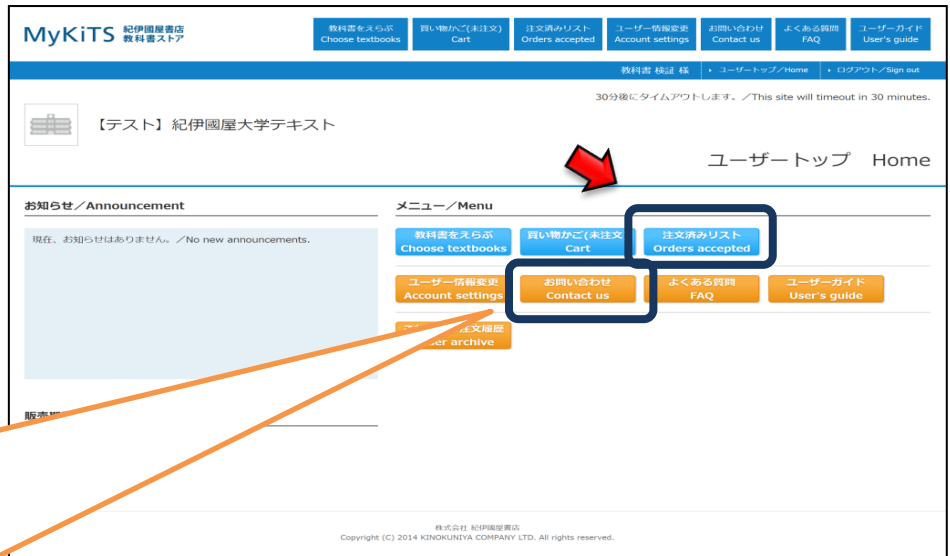 MyKiTS 紀伊國屋書店
教科書ストア
教科書をえらぶ
Choose textbooks
買い物かご(未注文)
Cart
注文済みリスト
Orders accepted
ユーザー情報変更
Account settings
お問い合わせ
Contact us
よくある質問
FAQ
ユーザーガイド
User's guide
教科書 検証 様
ユーザートップ/Home
ログアウト/Sign out
30分後にタイムアウトします。/This site will timeout in 30 minutes.
【テスト】紀伊國屋大学テキスト
ユーザートップ Home
お知らせ/Announcement
現在、お知らせはありません。/No new announcements.
メニュー/Menu
教科書をえらぶ
Choose textbooks
買い物かご(未注文
Cart
注文済みリスト
Orders accepted
ユーザー情報変更
Account settings
お問い合わせ
Contact us
よくある質問
FAQ
ユーザーガイド
User's guide
注文履歴
archive
販売
株式会社 紀伊國屋書店
Copyright (C) 2014 KINOKUNIYA COMPANY LTD. All rights reserved.